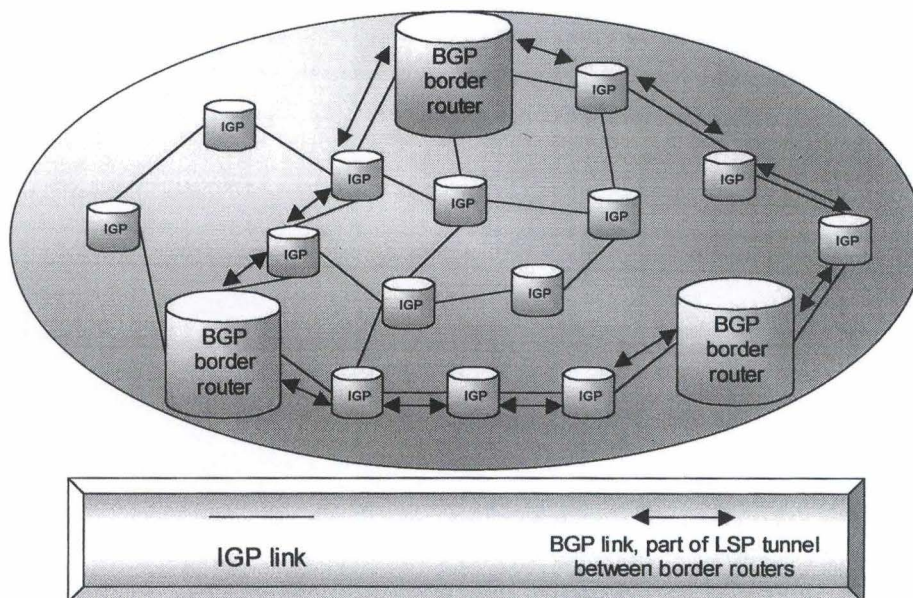 BGP
border
router
IGP
IGP
IGP
IGP
IGP
IGP
IGP
IGP
IGP
IGP
IGP
BGP
border
router
BGP
border
router
IGP
IGP
IGP
IGP link
BGP link, part of LSP tunnel
between border routers